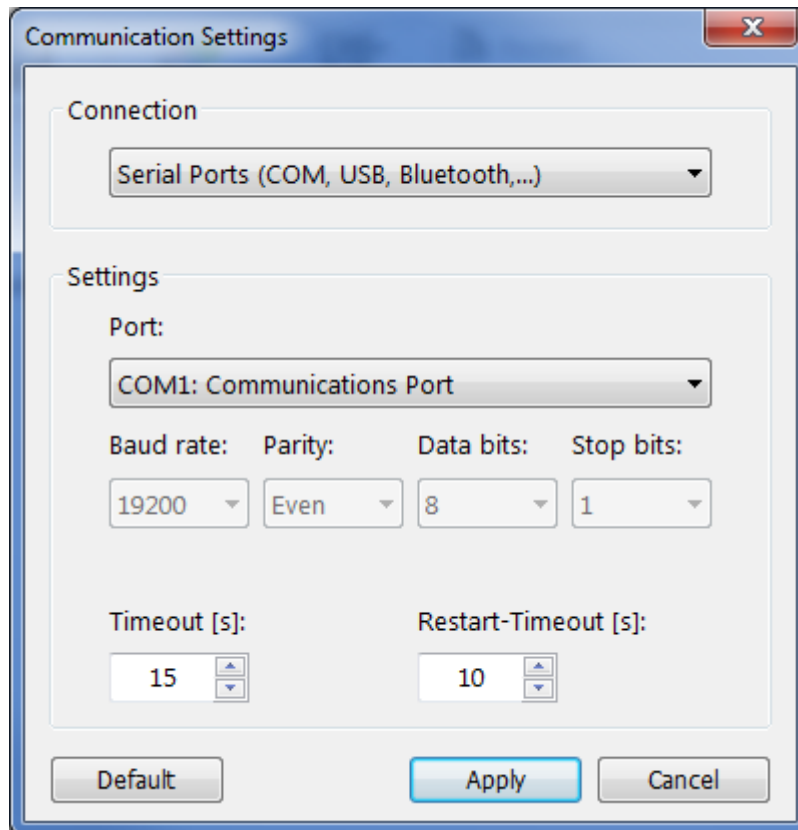 Communication Settings
Connection
Serial Ports (COM, USB, Bluetooth,...)
Settings
Port:
COM1: Communications Port
Baud rate: Parity: Data bits: Stop bits:
19200 Even 8 1
Timeout [s]: Restart-Timeout [s]:
15 10
Default Apply Cancel